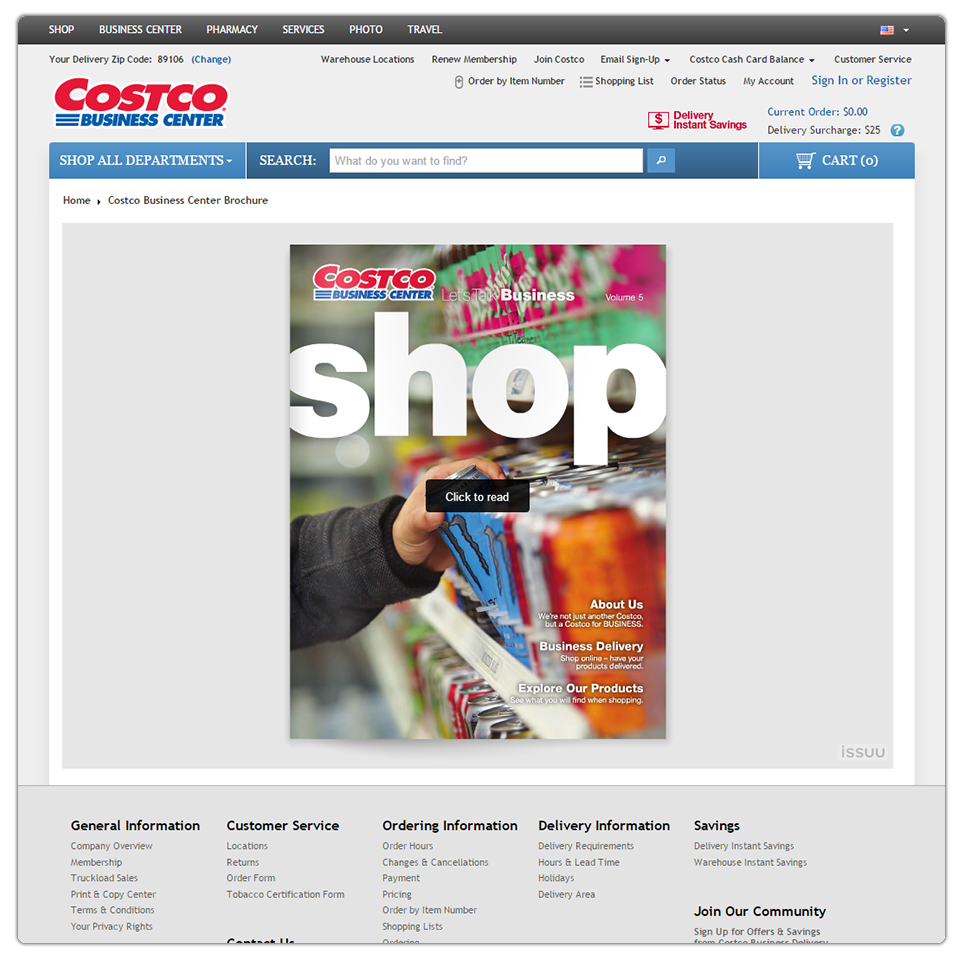 SHOP BUSINESS CENTER PHARMACY SERVICES PHOTO TRAVEL
Your Delivery Zip Code: 89106 (Change) Warehouse Locations Renew Membership Join Costco Email Sign-Up Costco Cash Card Balance Customer Service
Order by Item Number Shopping List Order Status My Account Sign In or Register
COSTCO
BUSINESS CENTER
$ Delivery
Instant Savings
Current Order: $0.00
Delivery Surcharge: $25 ?
SHOP ALL DEPARTMENTS SEARCH: What do you want to find? CART (0)
Home Costco Business Center Brochure
COSTCO
BUSINESS CENTER
Let's Talk Business Volume 5
shop
Click to read
About Us
We're not just another Costco,
but a Costco for BUSINESS.
Business Delivery
Shop online – have your
products delivered.
Explore Our Products
See what you will find when shopping.
issuu
General Information
Company Overview
Membership
Truckload Sales
Print & Copy Center
Terms & Conditions
Your Privacy Rights
Customer Service
Locations
Returns
Order Form
Tobacco Certification Form
Contact Us
Ordering Information
Order Hours
Changes & Cancellations
Payment
Pricing
Order by Item Number
Shopping Lists
Ordering
Delivery Information
Delivery Requirements
Hours & Lead Time
Holidays
Delivery Area
Savings
Delivery Instant Savings
Warehouse Instant Savings
Join Our Community
Sign Up for Offers & Savings
from Costco Business Delivery